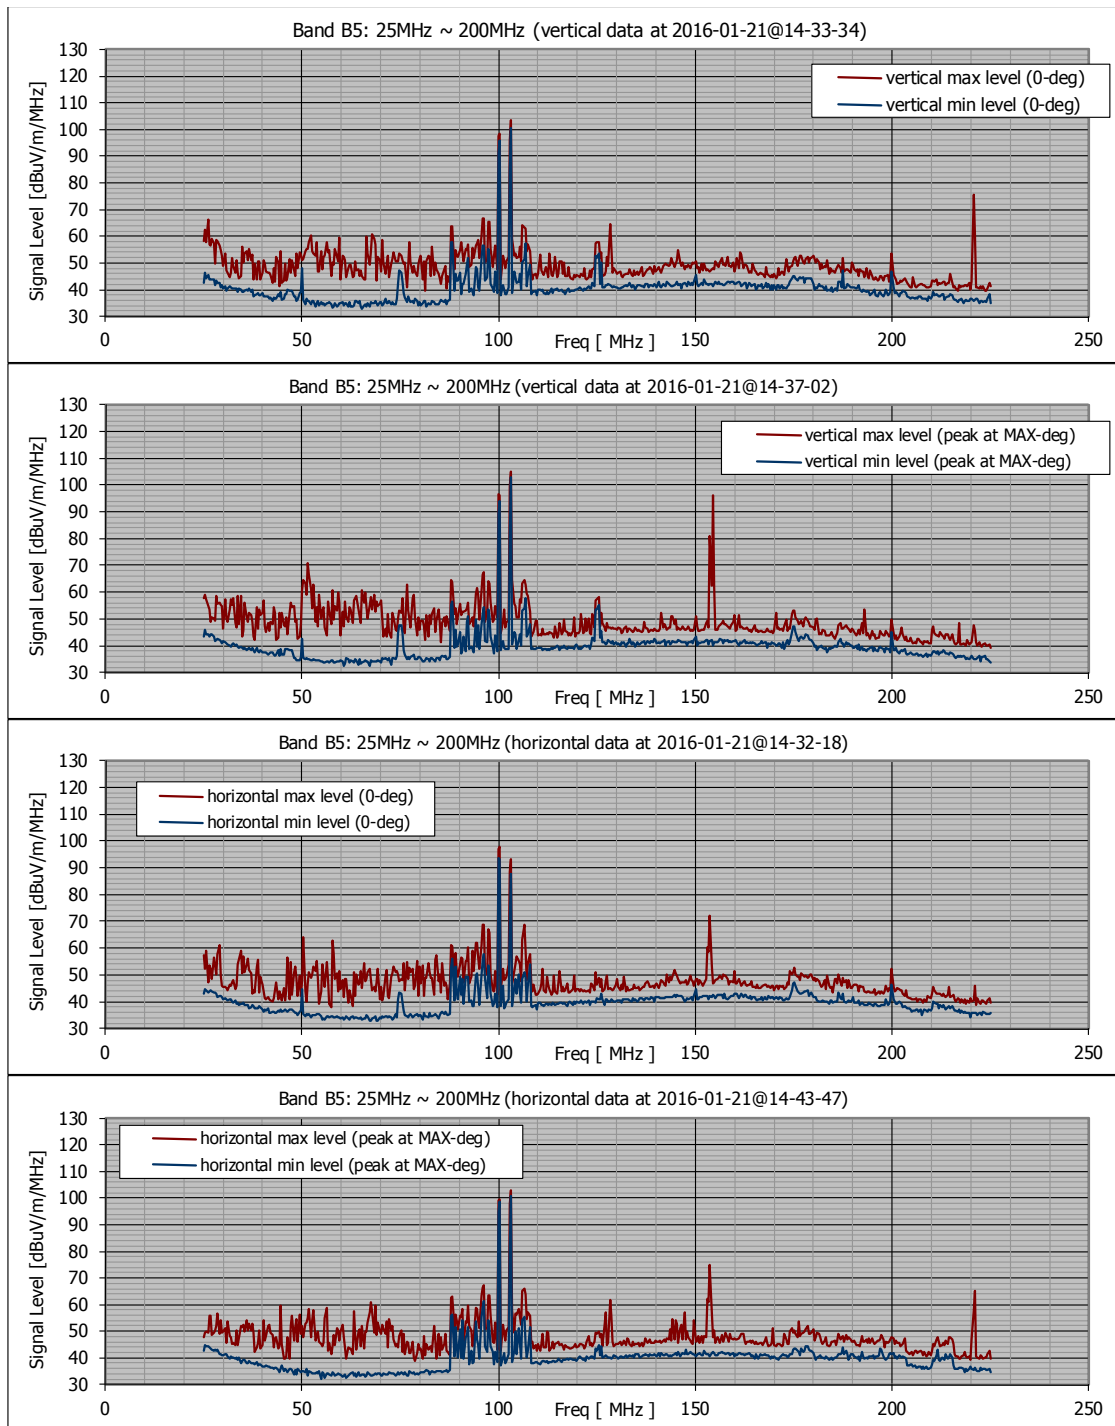 Band B5: 25MHz ~ 200MHz (vertical data at 2016-01-21@14-33-34)
130
120
110
100
90
80
70
60
50
40
30
Signal Level [dBuV/m/MHz]
vertical max level (0-deg)
vertical min level (0-deg)
0 50 100 150 200 250
Freq [ MHz ]
Band B5: 25MHz ~ 200MHz (vertical data at 2016-01-21@14-37-02)
130
120
110
100
90
80
70
60
50
40
30
Signal Level [dBuV/m/MHz]
vertical max level (peak at MAX-deg)
vertical min level (peak at MAX-deg)
0 50 100 150 200 250
Freq [ MHz ]
Band B5: 25MHz ~ 200MHz (horizontal data at 2016-01-21@14-32-18)
130
120
110
100
90
80
70
60
50
40
30
Signal Level [dBuV/m/MHz]
horizontal max level (0-deg)
horizontal min level (0-deg)
0 50 100 150 200 250
Freq [ MHz ]
Band B5: 25MHz ~ 200MHz (horizontal data at 2016-01-21@14-43-47)
130
120
110
100
90
80
70
60
50
40
30
Signal Level [dBuV/m/MHz]
horizontal max level (peak at MAX-deg)
horizontal min level (peak at MAX-deg)
0 50 100 150 200 250
Freq [ MHz ]